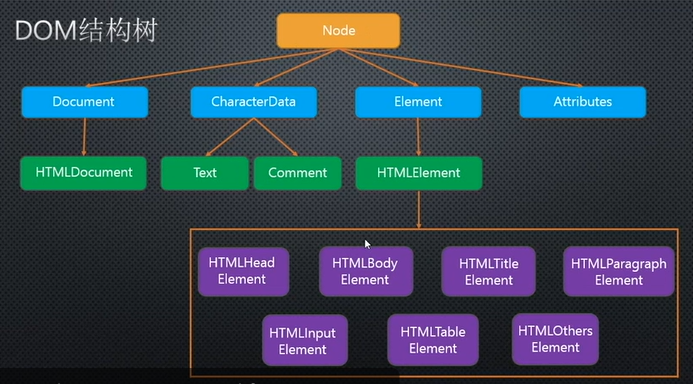 DOM结构树
Node
Document
CharacterData
Element
Attributes
HTMLDocument
Text
Comment
HTMLElement
HTMLHead
Element
HTMLBody
Element
HTMLTitle
Element
HTMLParagraph
Element
HTMLInput
Element
HTMLTable
Element
HTMLOthers
Element